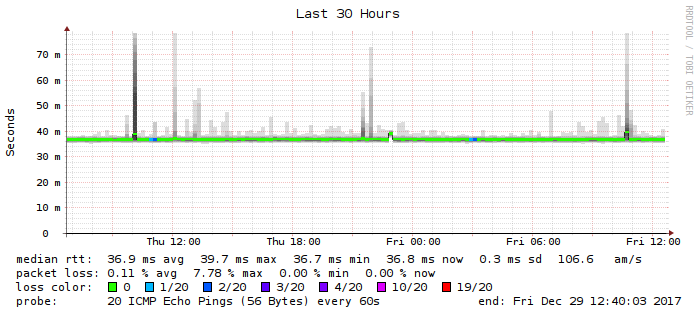 Last 30 Hours
RRDTOOL / TOBI OETIKER
Seconds
70 m
60 m
50 m
40 m
30 m
20 m
10 m
0
Thu 12:00 Thu 18:00 Fri 00:00 Fri 06:00 Fri 12:00
median rtt: 36.9 ms avg 39.7 ms max 36.7 ms min 36.8 ms now 0.3 ms sd 106.6 am/s
packet loss: 0.11 % avg 7.78 % max 0.00 % min 0.00 % now
loss color: 0 1/20 2/20 3/20 4/20 10/20 19/20
probe: 20 ICMP Echo Pings (56 Bytes) every 60s end: Fri Dec 29 12:40:03 2017